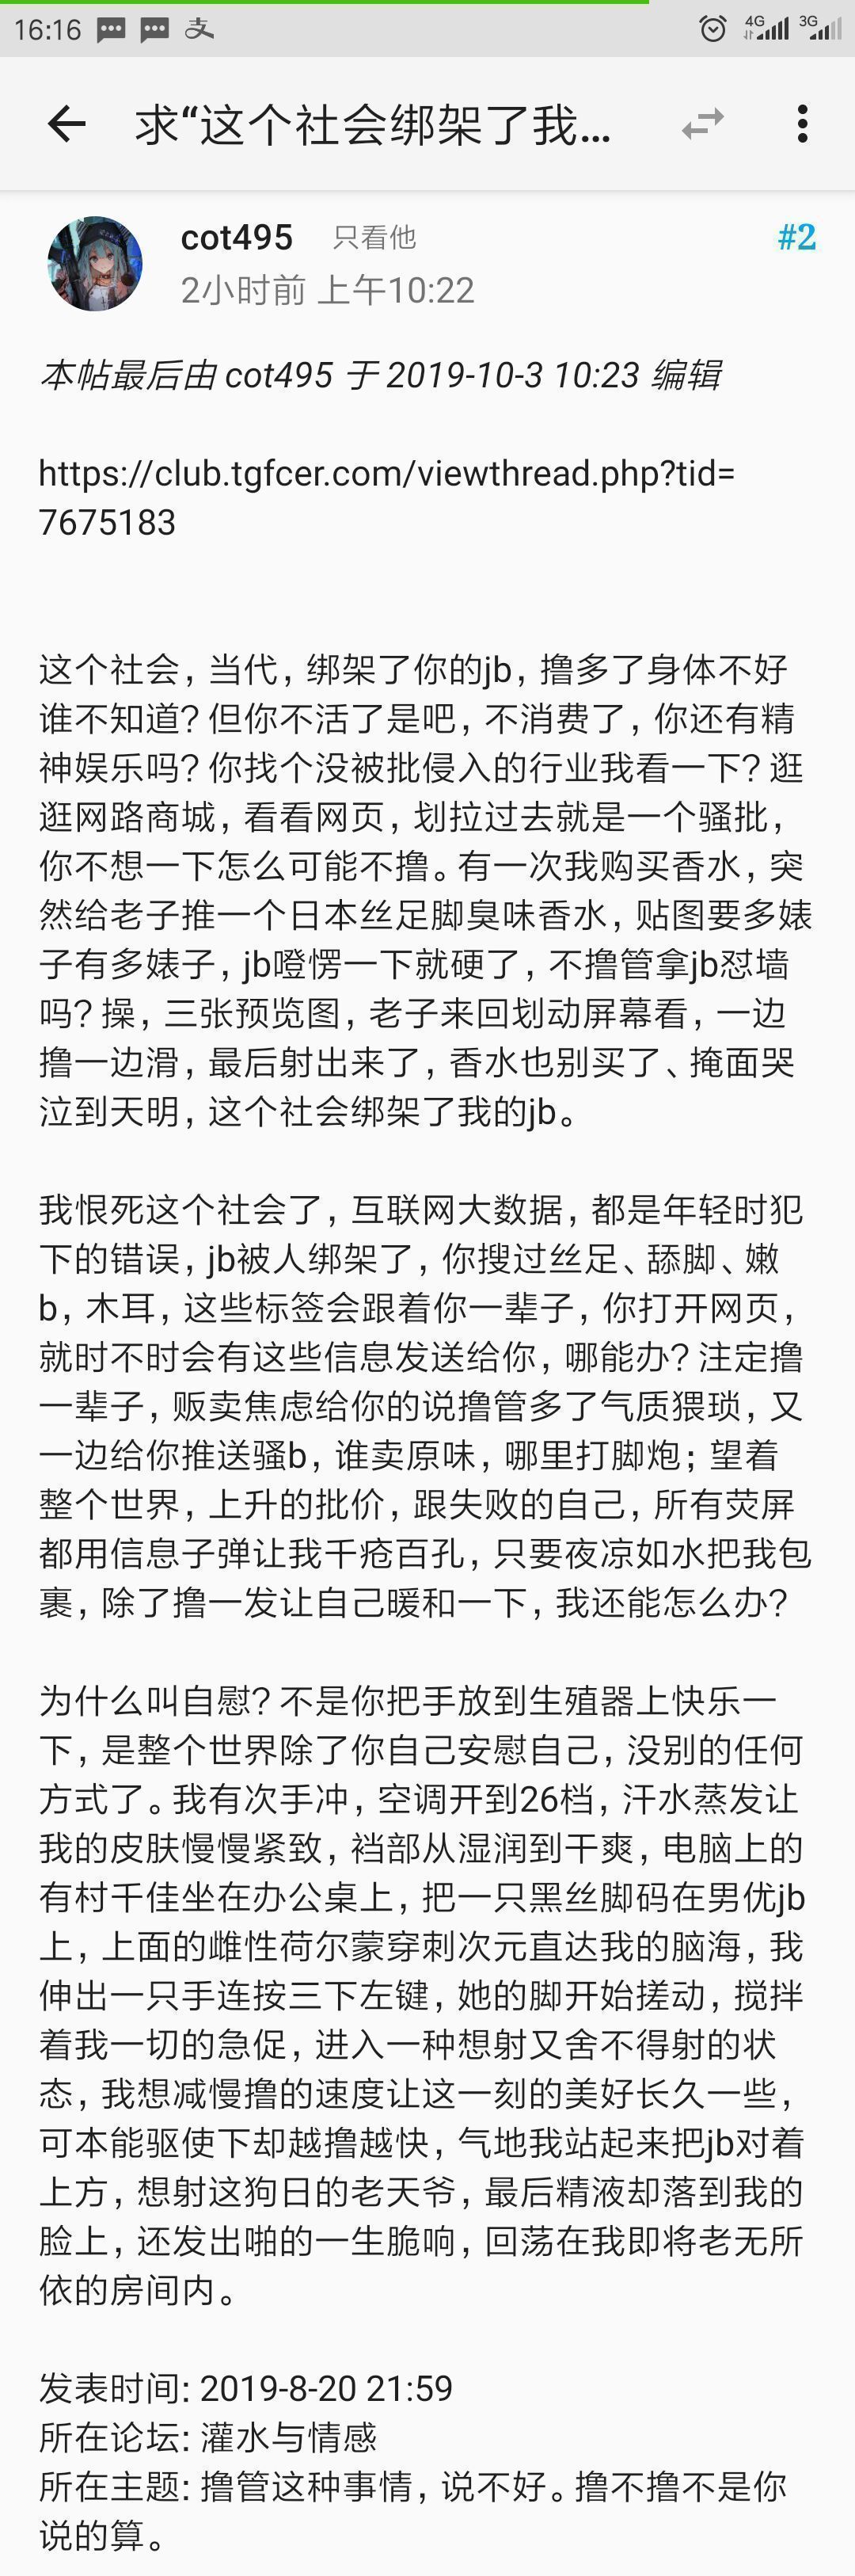 16:16
4G
3G
求“这个社会绑架了我...
cot495 只看他 #2
2小时前 上午10:22
本帖最后由 cot495 于 2019-10-3 10:23 编辑
https://club.tgfcer.com/viewthread.php?tid=
7675183
这个社会，当代，绑架了你的jb，撸多了身体不好
谁不知道？但你不活了是吧，不消费了，你还有精
神娱乐吗？你找个没被批侵入的行业我看一下？逛
逛网路商城，看看网页，划拉过去就是一个骚批，
你不想一下怎么可能不撸。有一次我购买香水，突
然给老子推一个日本丝足脚臭味香水，贴图要多婊
子有多婊子，jb噔愣一下就硬了，不撸管拿jb怼墙
吗？操，三张预览图，老子来回划动屏幕看，一边
撸一边滑，最后射出来了，香水也别买了、掩面哭
泣到天明，这个社会绑架了我的jb。
我恨死这个社会了，互联网大数据，都是年轻时犯
下的错误，jb被人绑架了，你搜过丝足、舔脚、嫩
b，木耳，这些标签会跟着你一辈子，你打开网页，
就时不时会有这些信息发送给你，哪能办？注定撸
一辈子，贩卖焦虑给你的说撸管多了气质猥琐，又
一边给你推送骚b，谁卖原味，哪里打脚炮；望着
整个世界，上升的批价，跟失败的自己，所有荧屏
都用信息子弹让我千疮百孔，只要夜凉如水把我包
裹，除了撸一发让自己暖和一下，我还能怎么办？
为什么叫自慰？不是你把手放到生殖器上快乐一
下，是整个世界除了你自己安慰自己，没别的任何
方式了。我有次手冲，空调开到26档，汗水蒸发让
我的皮肤慢慢紧致，裆部从湿润到干爽，电脑上的
有村千佳坐在办公桌上，把一只黑丝脚码在男优jb
上，上面的雌性荷尔蒙穿刺次元直达我的脑海，我
伸出一只手连按三下左键，她的脚开始搓动，搅拌
着我一切的急促，进入一种想射又舍不得射的状
态，我想减慢撸的速度让这一刻的美好长久一些，
可本能驱使下却越撸越快，气地我站起来把jb对着
上方，想射这狗日的老天爷，最后精液却落到我的
脸上，还发出啪的一生脆响，回荡在我即将老无所
依的房间内。
发表时间: 2019-8-20 21:59
所在论坛: 灌水与情感
所在主题: 撸管这种事情，说不好。撸不撸不是你
说的算。